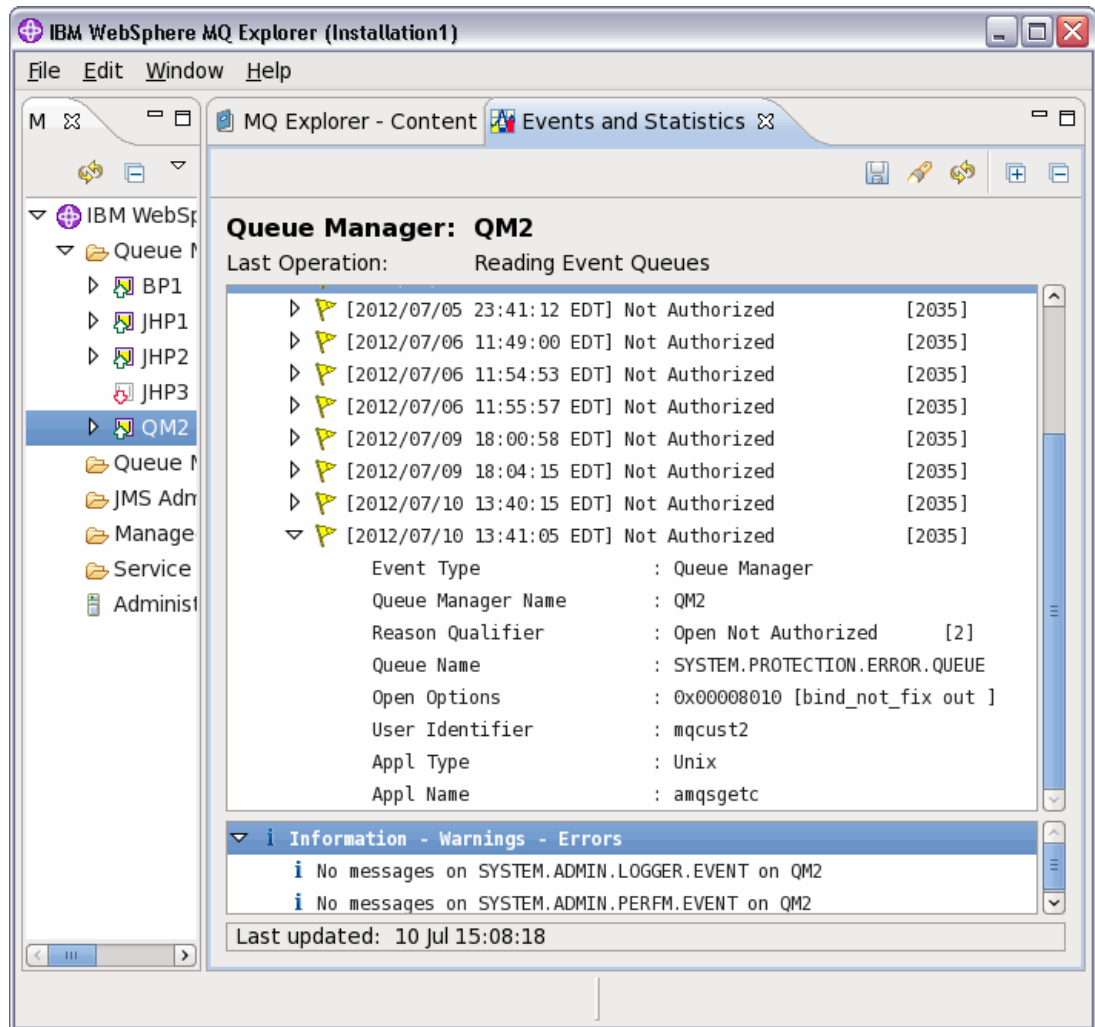 IBM WebSphere MQ Explorer (Installation1)
File Edit Window Help
M
MQ Explorer - Content
Events and Statistics
IBM WebSp
Queue M
BP1
JHP1
JHP2
JHP3
QM2
Queue M
JMS Adm
Manage
Service
Administ
Queue Manager: QM2
Last Operation: Reading Event Queues
[2012/07/05 23:41:12 EDT] Not Authorized [2035]
[2012/07/06 11:49:00 EDT] Not Authorized [2035]
[2012/07/06 11:54:53 EDT] Not Authorized [2035]
[2012/07/06 11:55:57 EDT] Not Authorized [2035]
[2012/07/09 18:00:58 EDT] Not Authorized [2035]
[2012/07/09 18:04:15 EDT] Not Authorized [2035]
[2012/07/10 13:40:15 EDT] Not Authorized [2035]
[2012/07/10 13:41:05 EDT] Not Authorized [2035]
Event Type : Queue Manager
Queue Manager Name : QM2
Reason Qualifier : Open Not Authorized [2]
Queue Name : SYSTEM.PROTECTION.ERROR.QUEUE
Open Options : 0x00008010 [bind_not_fix out ]
User Identifier : mqcust2
Appl Type : Unix
Appl Name : amqsgetc
i Information - Warnings - Errors
i No messages on SYSTEM.ADMIN.LOGGER.EVENT on QM2
i No messages on SYSTEM.ADMIN.PERFM.EVENT on QM2
Last updated: 10 Jul 15:08:18